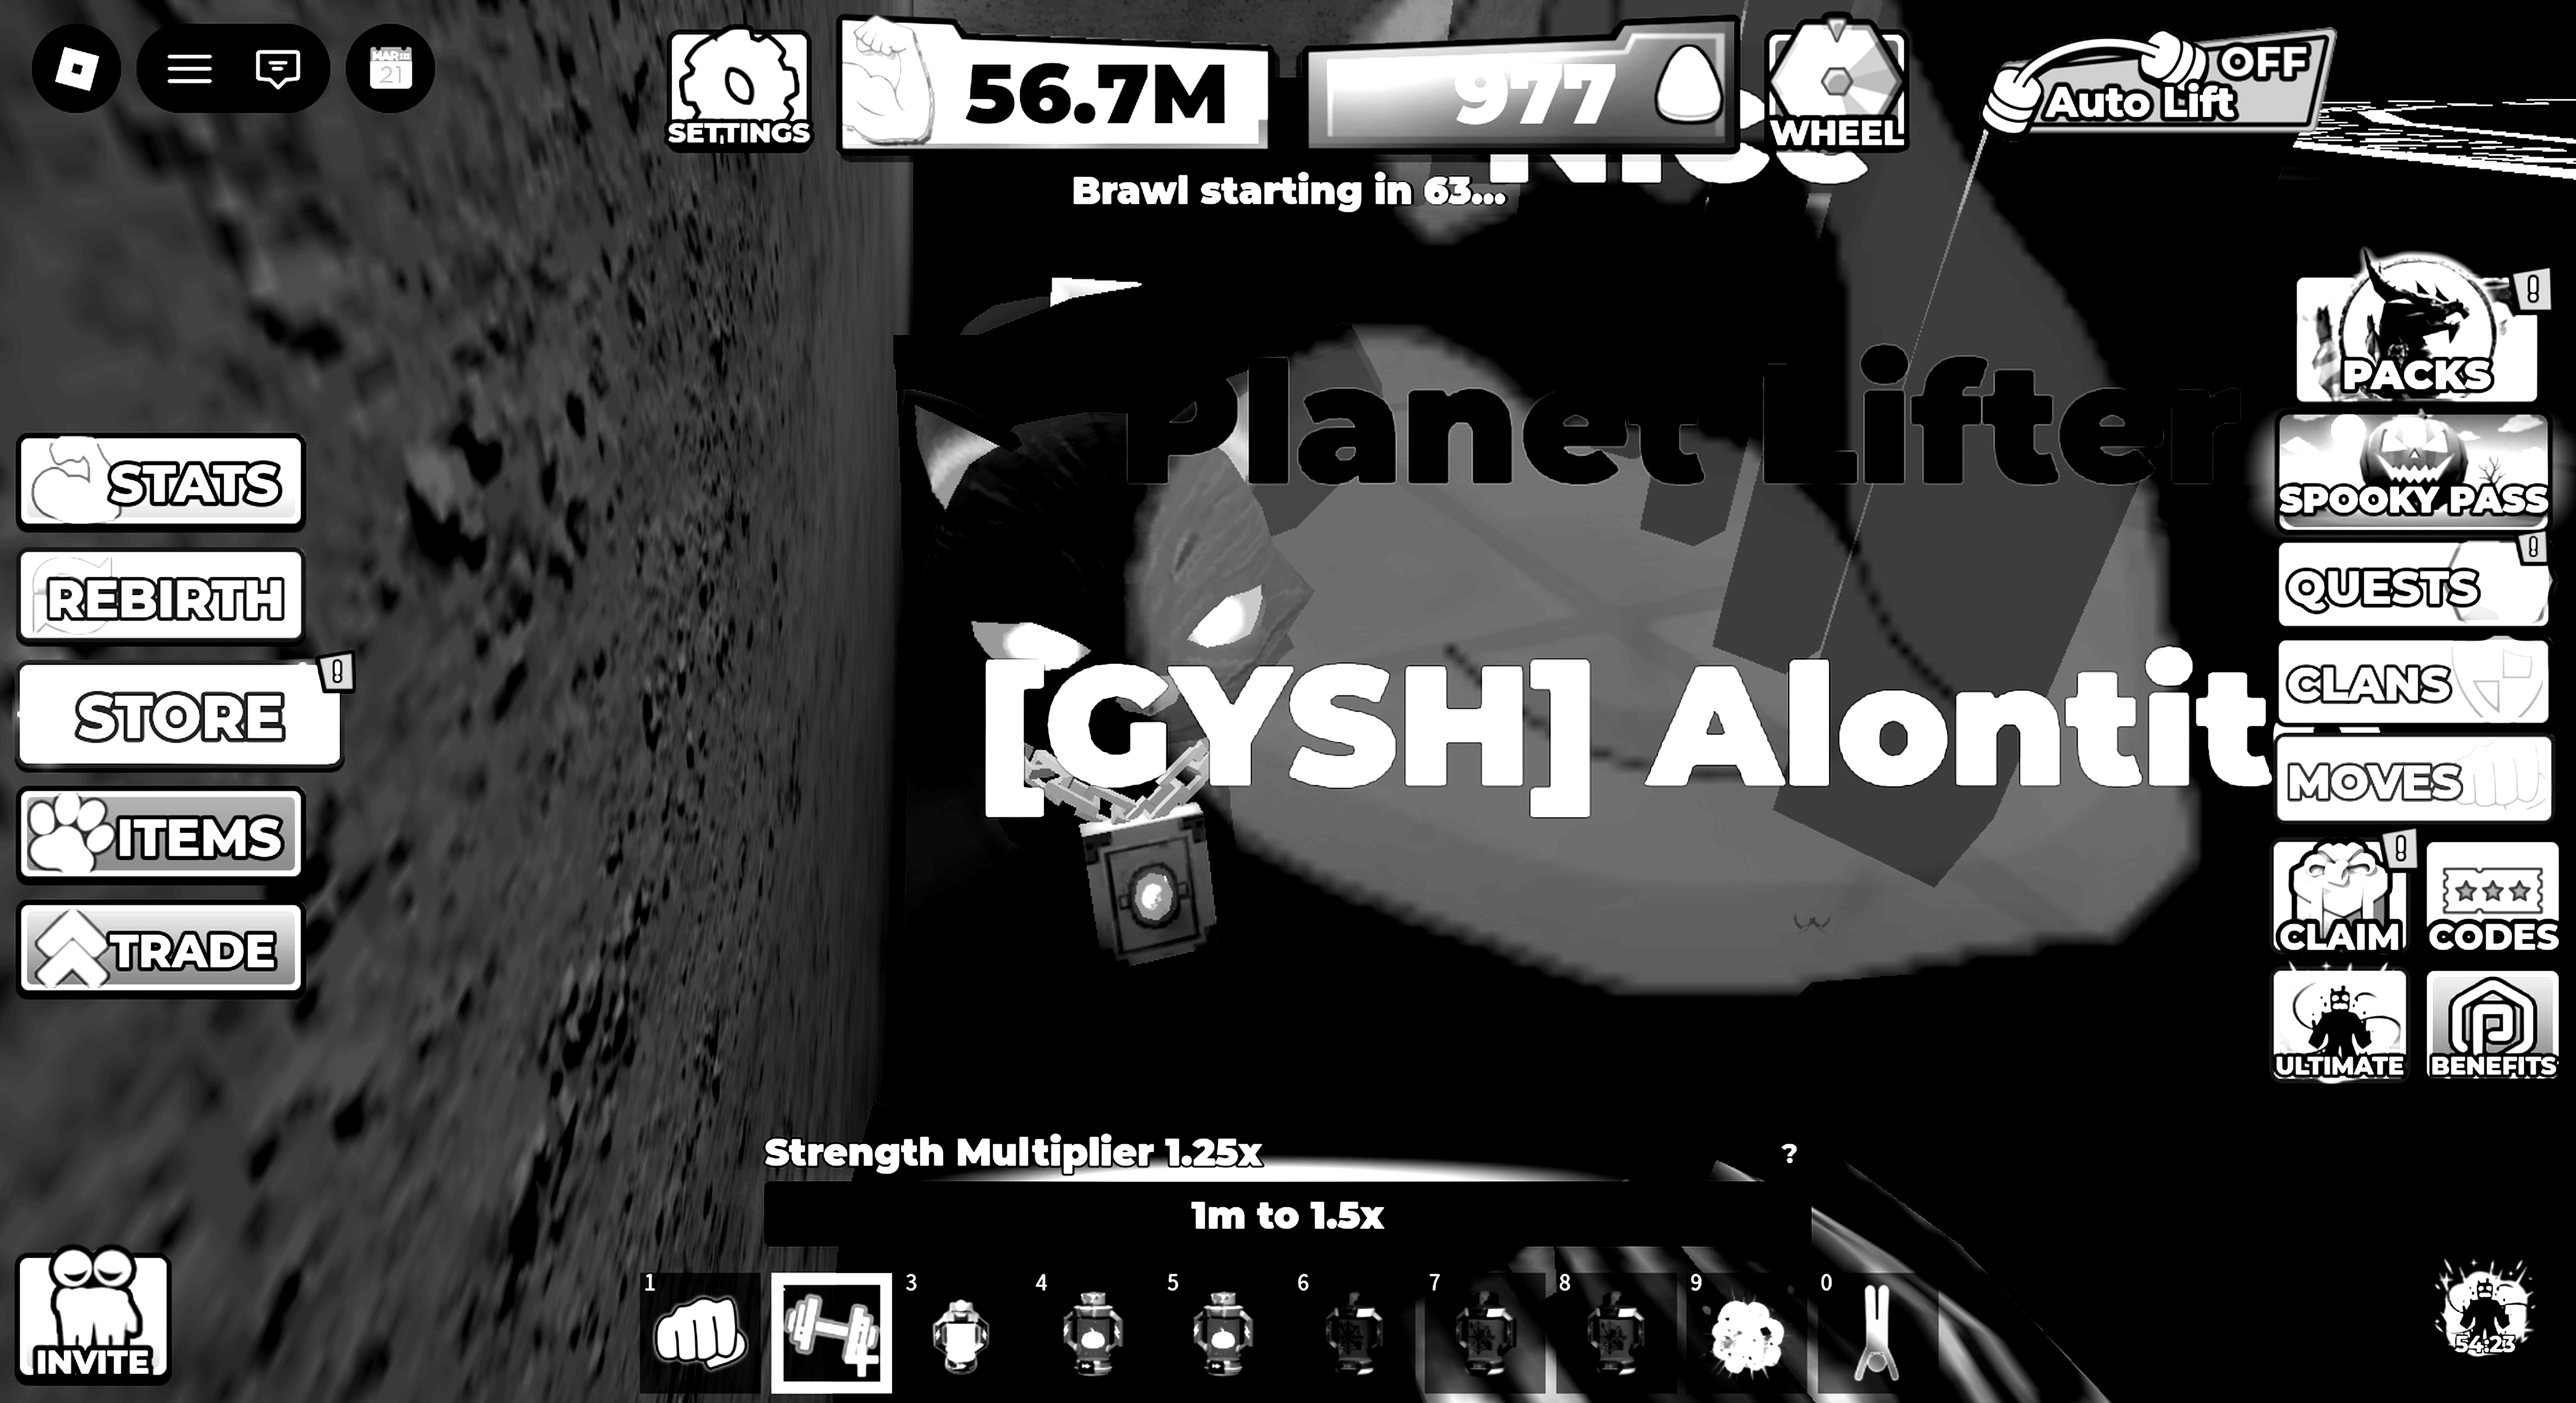 MAR
21
SETTINGS
56.7M
977
WHEEL
OFF
Auto Lift
Brawl starting in 63...
PACKS
Planet Lifter
STATS
SPOOKY PASS
REBIRTH
QUESTS
[GYSH] Alontit
CLANS
STORE
MOVES
ITEMS
CLAIM
CODES
TRADE
ULTIMATE
BENEFITS
Strength Multiplier 1.25x
?
1m to 1.5x
1
3
4
5
6
7
8
9
0
INVITE
54:23